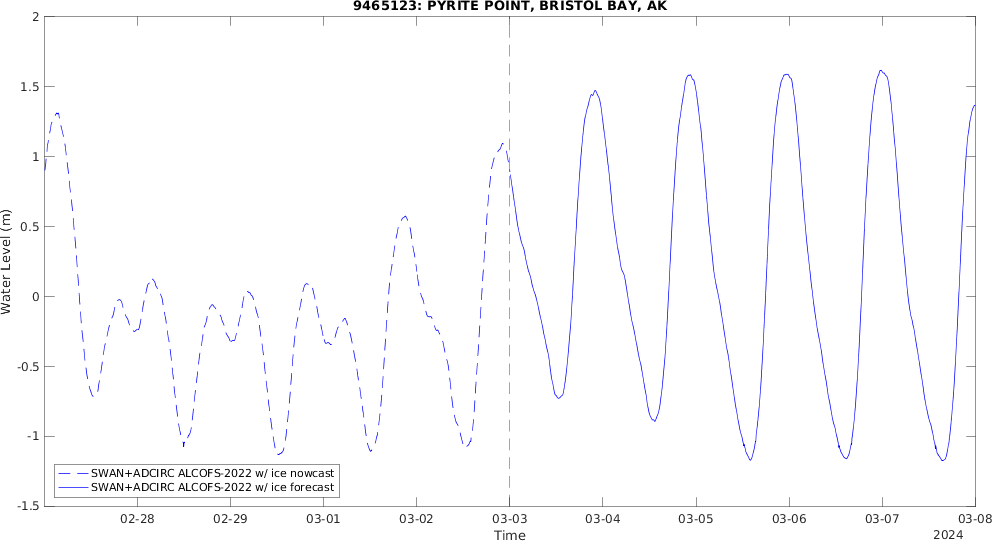 9465123: PYRITE POINT, BRISTOL BAY, AK
2
1.5
1
0.5
0
-0.5
-1
-1.5
Water Level (m)
SWAN+ADCIRC ALCOFS-2022 w/ ice nowcast
SWAN+ADCIRC ALCOFS-2022 w/ ice forecast
02-28 02-29 03-01 03-02 03-03 03-04 03-05 03-06 03-07 03-08
Time
2024